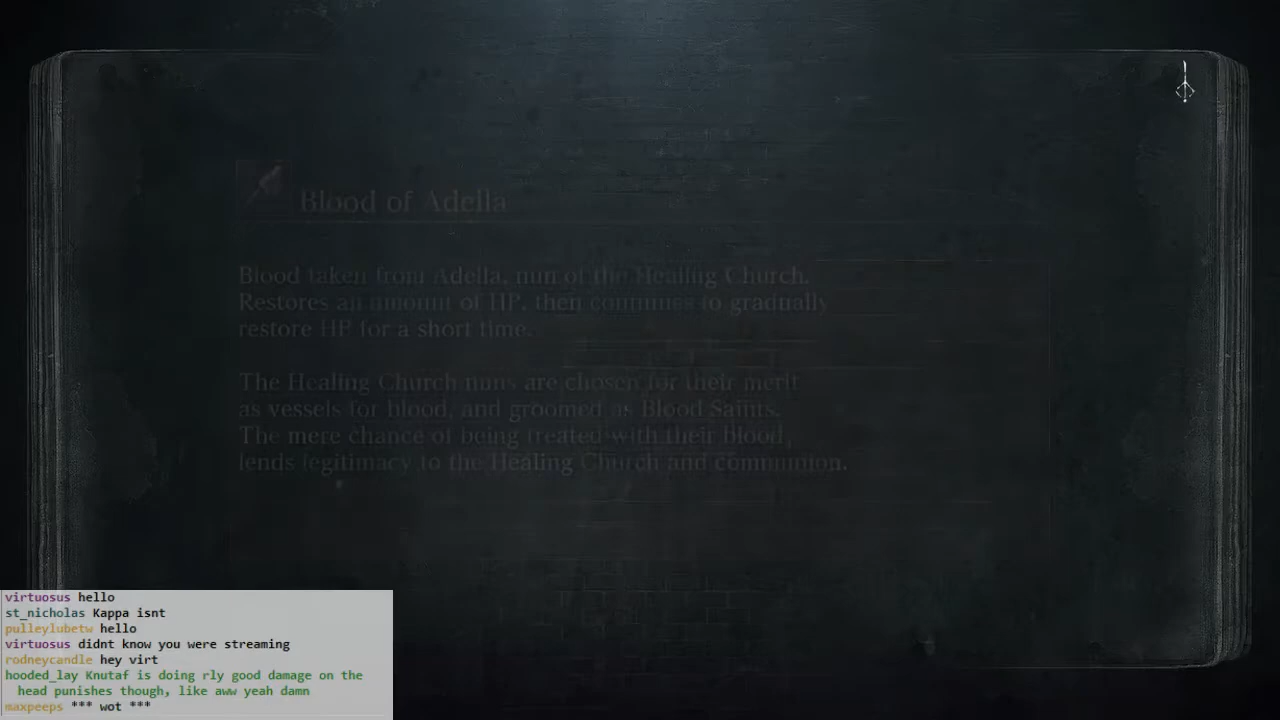 Blood of Adella
Blood taken from Adella, nun of the Healing Church.
Restores an amount of HP, then continues to gradually
restore HP for a short time.
The Healing Church nuns are chosen for their merit
as vessels for blood, and groomed as Blood Saints.
The mere chance of being treated with their blood,
lends legitimacy to the Healing Church and communion.
virtuosus hello
st_nicholas Kappa isnt
pulleylubetw hello
virtuosus didnt know you were streaming
rodneycandle hey virt
hooded_lay Knutaf is doing rly good damage on the
head punishes though, like aww yeah damn
maxpeeps *** wot ***